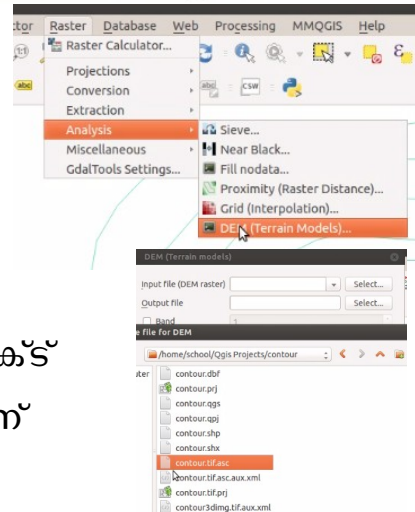 Raster Database Web Processing MMQGIS Help
Raster Calculator...
Projections
Conversion
Extraction
Analysis
Miscellaneous
GdalTools Settings...
abc
CSW
Sieve...
Near Black...
Fill nodata...
Proximity (Raster Distance)...
Grid (Interpolation)...
DEM (Terrain Models)...
DEM (Terrain models)
Input file (DEM raster) Select...
Output file Select...
Band
file for DEM
/home/school/Qgis Projects/contour
contour.dbf
contour.prj
contour.qgs
contour.qpj
contour.shp
contour.shx
contour.tif.asc
contour.tif.asc.aux.xml
contour.tif.prj
contour3dimg.tif.aux.xml
ക്ട്
ന്